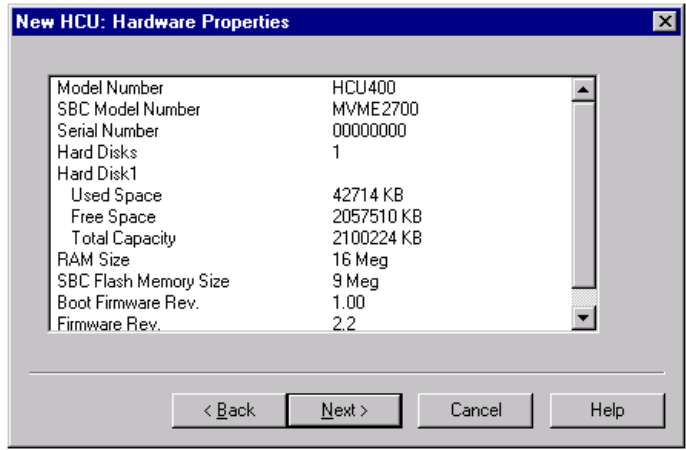 New HCU: Hardware Properties
Model Number HCU400
SBC Model Number MVME2700
Serial Number 00000000
Hard Disks 1
Hard Disk1
Used Space 42714 KB
Free Space 2057510 KB
Total Capacity 2100224 KB
RAM Size 16 Meg
SBC Flash Memory Size 9 Meg
Boot Firmware Rev. 1.00
Firmware Rev. 2.2
< Back Next > Cancel Help